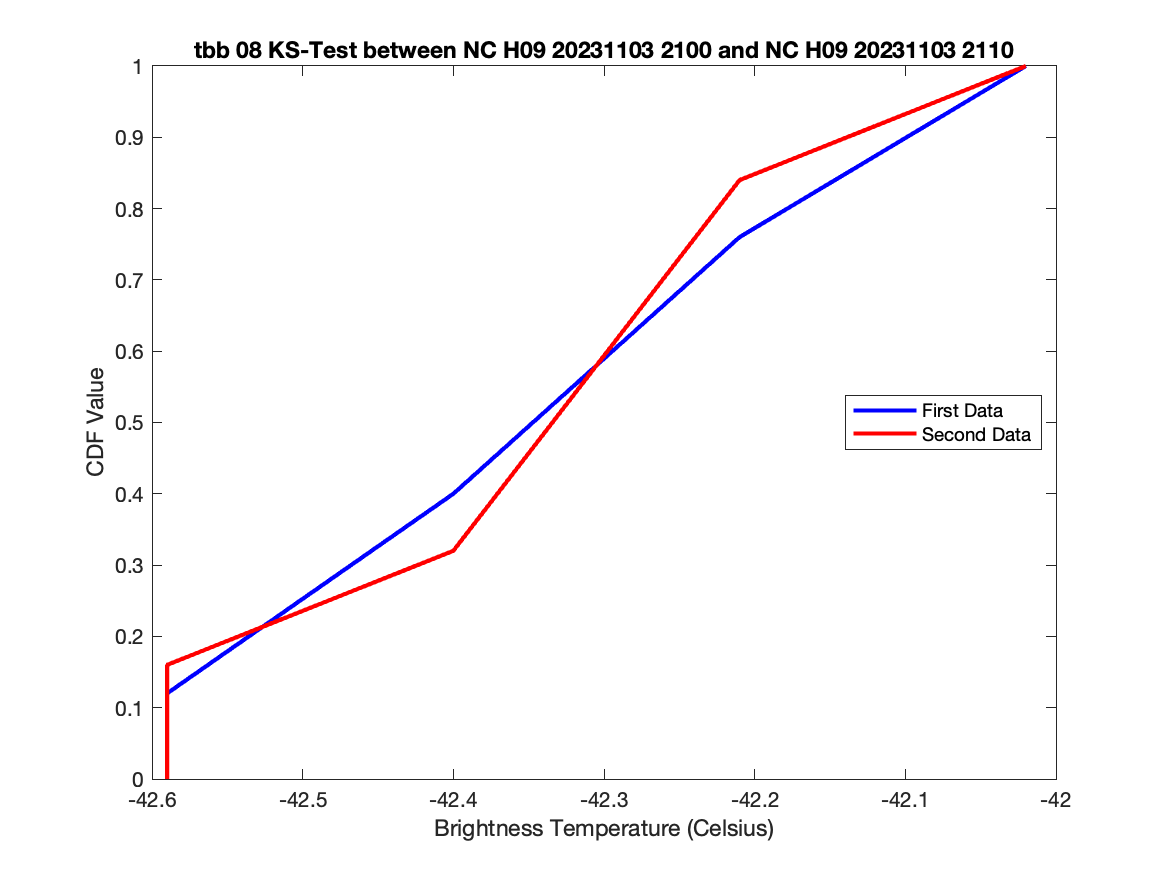 tbb 08 KS-Test between NC H09 20231103 2100 and NC H09 20231103 2110
1
0.9
0.8
0.7
0.6
0.5
0.4
0.3
0.2
0.1
0
CDF Value
First Data
Second Data
-42.6 -42.5 -42.4 -42.3 -42.2 -42.1 -42
Brightness Temperature (Celsius)